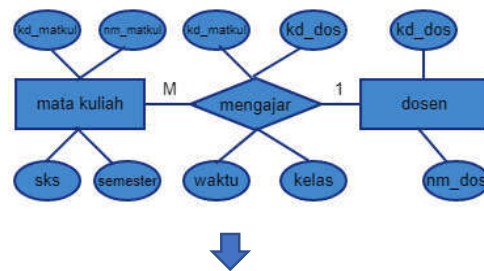 kd_matkul nm_matkul kd_matkul kd_dos kd_dos
mata kuliah M mengajar 1 dosen
sks semester waktu kelas nm_dos